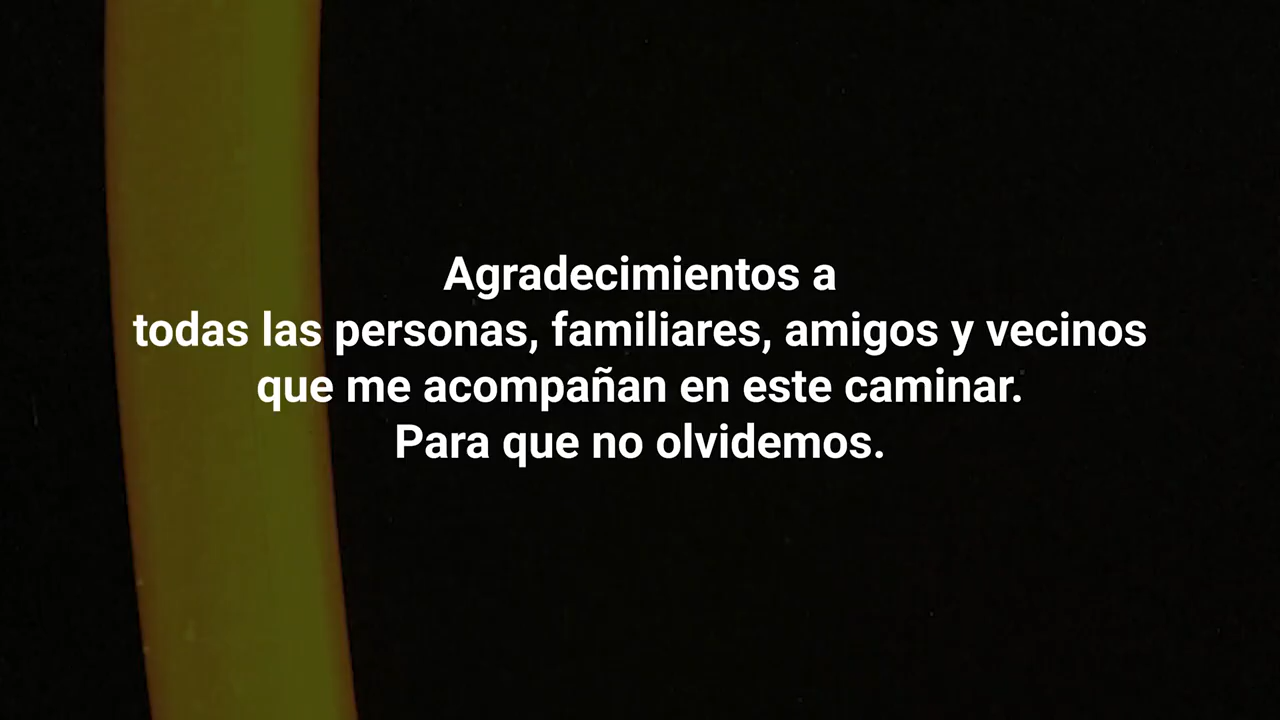 Agradecimientos a
todas las personas, familiares, amigos y vecinos
que me acompañan en este caminar.
Para que no olvidemos.